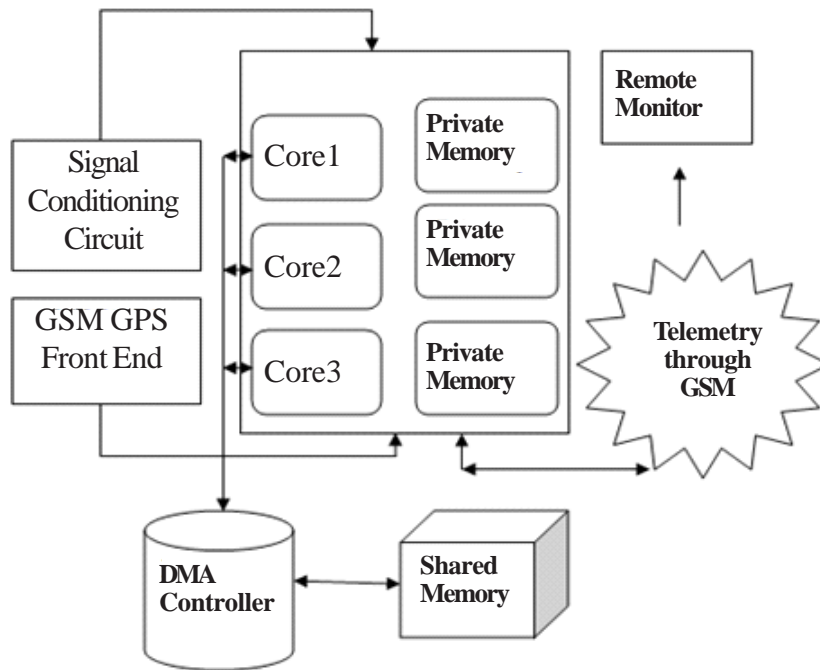 Signal
Conditioning
Circuit
GSM GPS
Front End
Core1
Core2
Core3
Private
Memory
Private
Memory
Private
Memory
Remote
Monitor
Telemetry
through
GSM
DMA
Controller
Shared
Memory